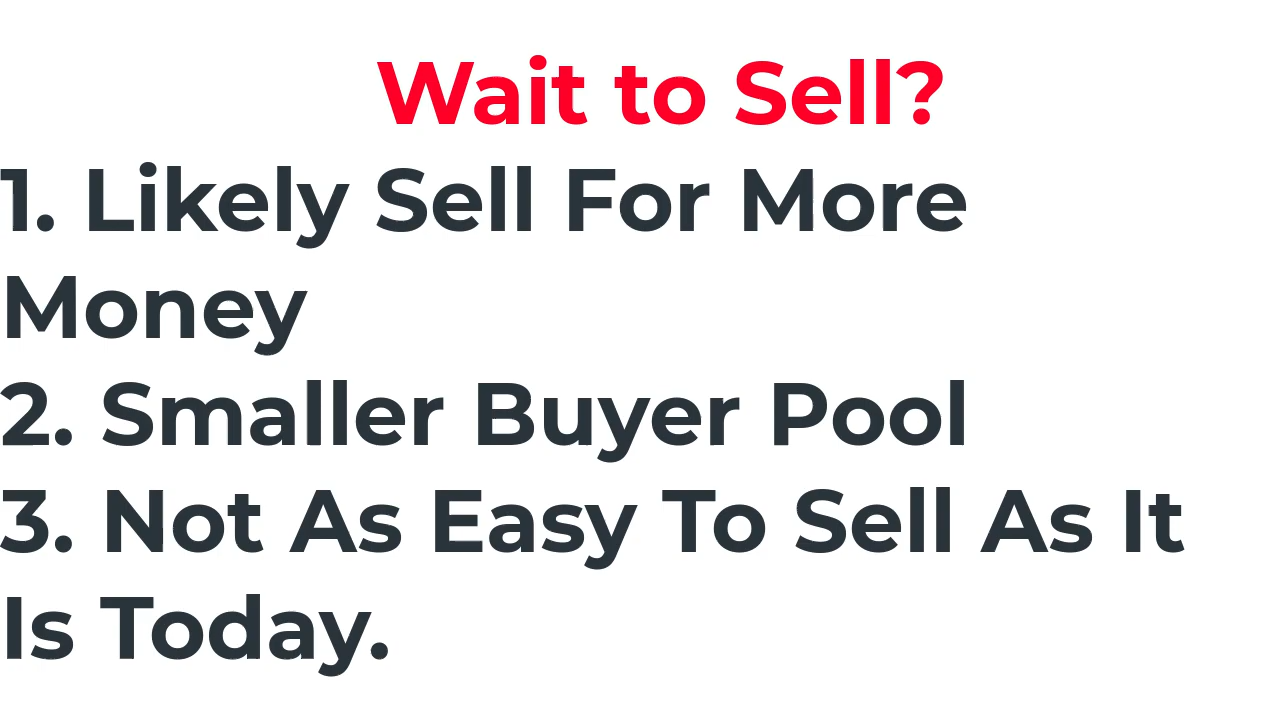 Wait to Sell?
1. Likely Sell For More
Money
2. Smaller Buyer Pool
3. Not As Easy To Sell As It
Is Today.